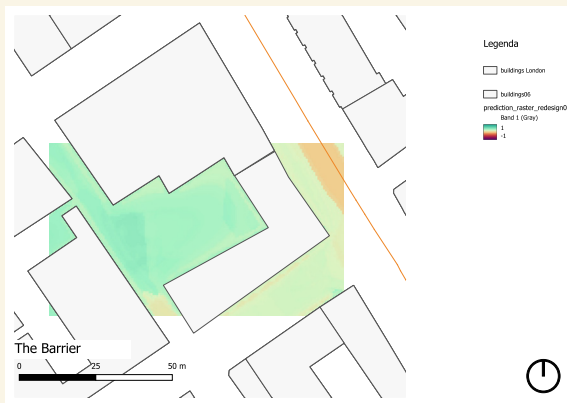 Legenda
buildings London
buildings06
prediction_raster_redesign0
Band 1 (Gray)
1
-1
The Barrier
0 25 50 m